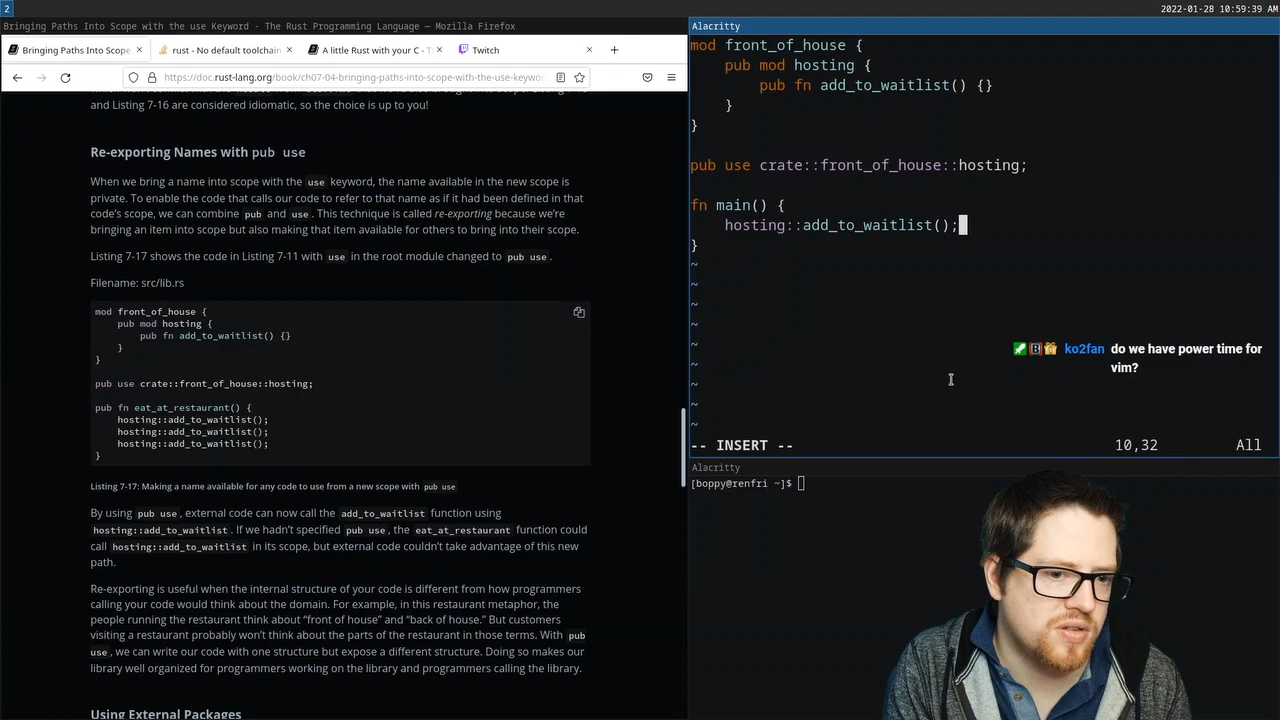 2
2022-01-28 10:59:39 AM
Bringing Paths Into Scope with the use Keyword - The Rust Programming Language — Mozilla Firefox
Bringing Paths Into Scope
rust - No default toolchain
A little Rust with your C - T
Twitch
https://doc.rust-lang.org/book/ch07-04-bringing-paths-into-scope-with-the-use-keywo
and Listing 7-16 are considered idiomatic, so the choice is up to you!
Re-exporting Names with pub use
When we bring a name into scope with the use keyword, the name available in the new scope is
private. To enable the code that calls our code to refer to that name as if it had been defined in that
code’s scope, we can combine pub and use. This technique is called re-exporting because we’re
bringing an item into scope but also making that item available for others to bring into their scope.
Listing 7-17 shows the code in Listing 7-11 with use in the root module changed to pub use.
Filename: src/lib.rs
mod front_of_house {
    pub mod hosting {
        pub fn add_to_waitlist() {}
    }
}
pub use crate::front_of_house::hosting;
pub fn eat_at_restaurant() {
    hosting::add_to_waitlist();
    hosting::add_to_waitlist();
    hosting::add_to_waitlist();
}
Listing 7-17: Making a name available for any code to use from a new scope with pub use
By using pub use, external code can now call the add_to_waitlist function using
hosting::add_to_waitlist. If we hadn’t specified pub use, the eat_at_restaurant function could
call hosting::add_to_waitlist in its scope, but external code couldn’t take advantage of this new
path.
Re-exporting is useful when the internal structure of your code is different from how programmers
calling your code would think about the domain. For example, in this restaurant metaphor, the
people running the restaurant think about “front of house” and “back of house.” But customers
visiting a restaurant probably won’t think about the parts of the restaurant in those terms. With pub
use, we can write our code with one structure but expose a different structure. Doing so makes our
library well organized for programmers working on the library and programmers calling the library.
Using External Packages
Alacritty
mod front_of_house {
    pub mod hosting {
        pub fn add_to_waitlist() {}
    }
}
pub use crate::front_of_house::hosting;
fn main() {
    hosting::add_to_waitlist();
}
~
~
~
~
~
~
~
~
~
ko2fan do we have power time for
vim?
-- INSERT -- 10,32 All
Alacritty
[boppy@renfri ~]$